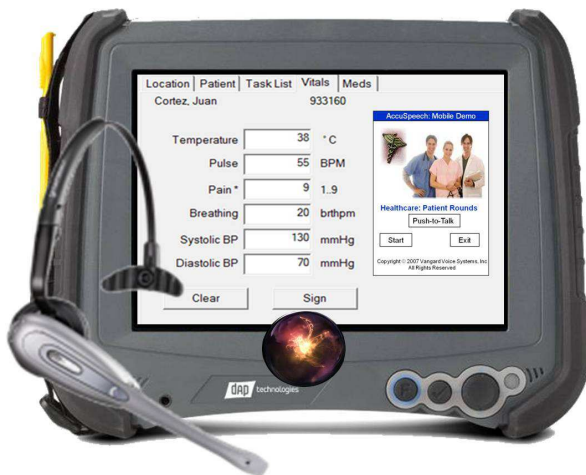 Location Patient Task List Vitals Meds
Cortez, Juan 933160
Temperature 38 °C
Pulse 55 BPM
Pain * 9 1..9
Breathing 20 brthpm
Systolic BP 130 mmHg
Diastolic BP 70 mmHg
Clear Sign
AccuSpeech: Mobile Demo
Healthcare: Patient Rounds
Push-to-Talk
Start Exit
Copyright © 2007 Vangard Voice Systems, Inc
All Rights Reserved
dap technologies